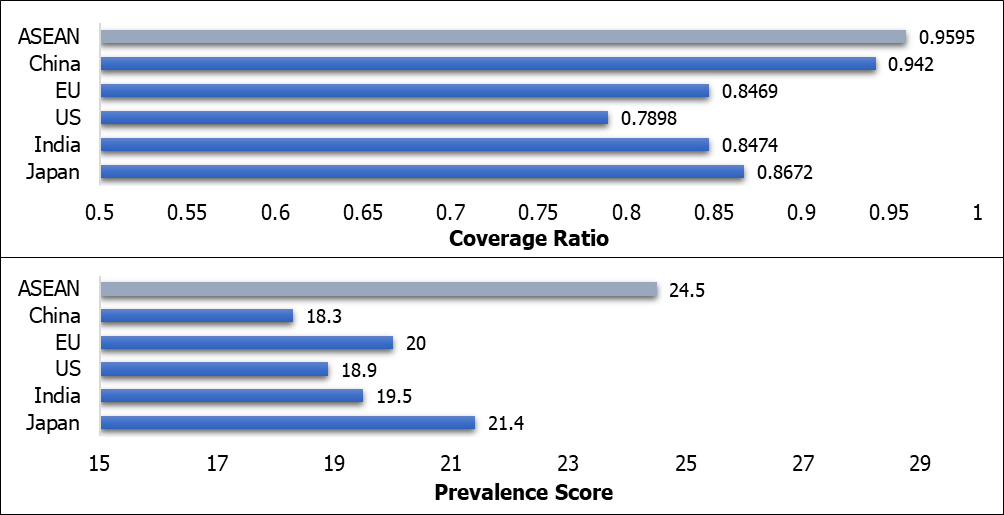 ASEAN 0.9595
China 0.942
EU 0.8469
US 0.7898
India 0.8474
Japan 0.8672
0.5 0.55 0.6 0.65 0.7 0.75 0.8 0.85 0.9 0.95 1
Coverage Ratio
ASEAN 24.5
China 18.3
EU 20
US 18.9
India 19.5
Japan 21.4
15 17 19 21 23 25 27 29
Prevalence Score